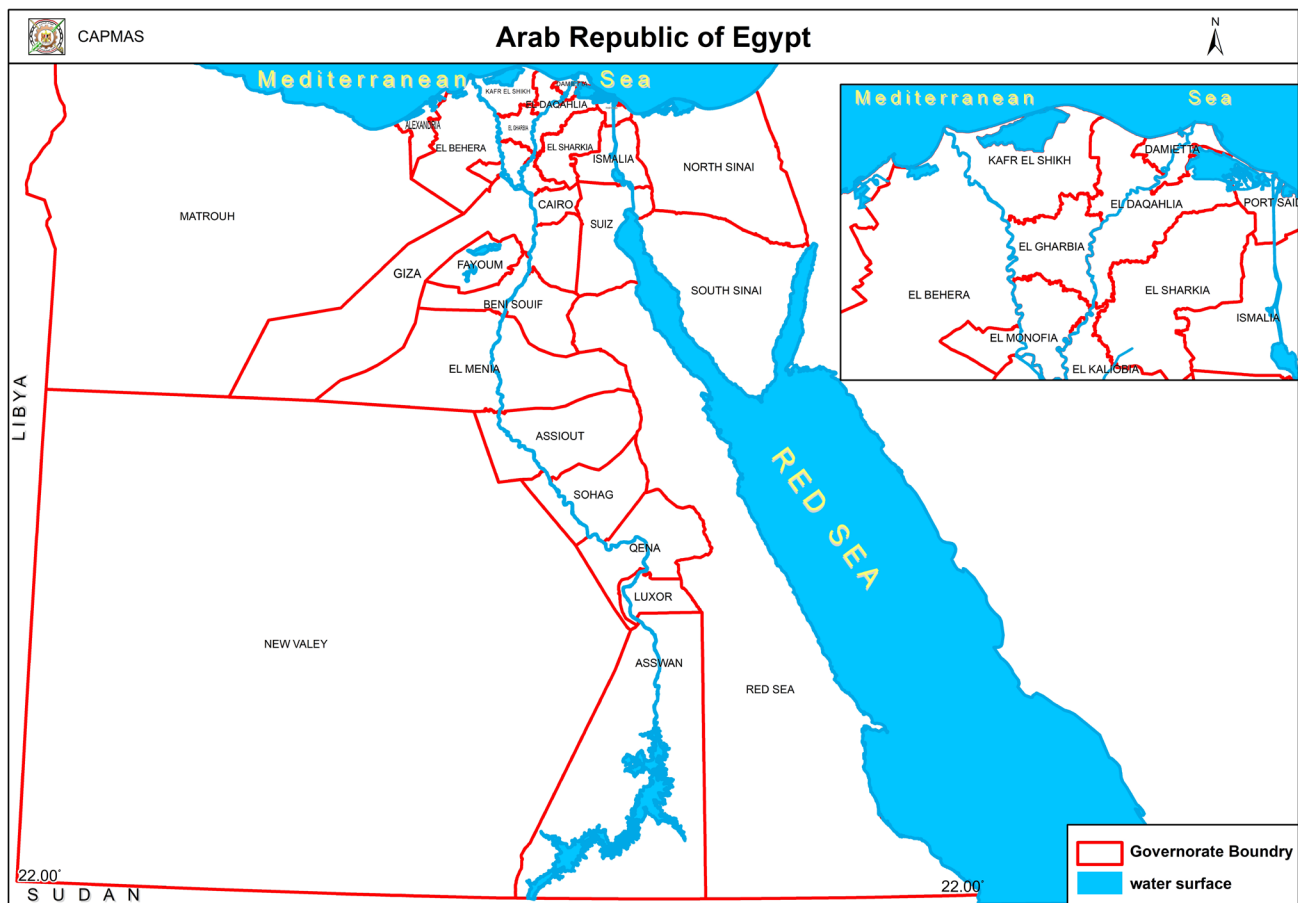 CAPMAS
Arab Republic of Egypt
N
Mediterranean Sea
KAFR EL SHIKH
DAMIETTA
EL DAQAHLIA
ALEXANDRIA
EL GHARBIA
EL BEHERA
EL SHARKIA
ISMALIA
NORTH SINAI
CAIRO
MATROUH
SUIZ
GIZA
FAYOUM
SOUTH SINAI
BENI SOUIF
EL MENIA
LIBYA
ASSIOUT
RED SEA
SOHAG
QENA
LUXOR
NEW VALEY
ASSWAN
RED SEA
22.00°
22.00°
SUDAN
Mediterranean Sea
KAFR EL SHIKH
DAMIETTA
EL DAQAHLIA
PORT SAID
EL GHARBIA
EL BEHERA
EL SHARKIA
ISMALIA
EL MONOFIA
EL KALIOBIA
Governorate Boundry
water surface